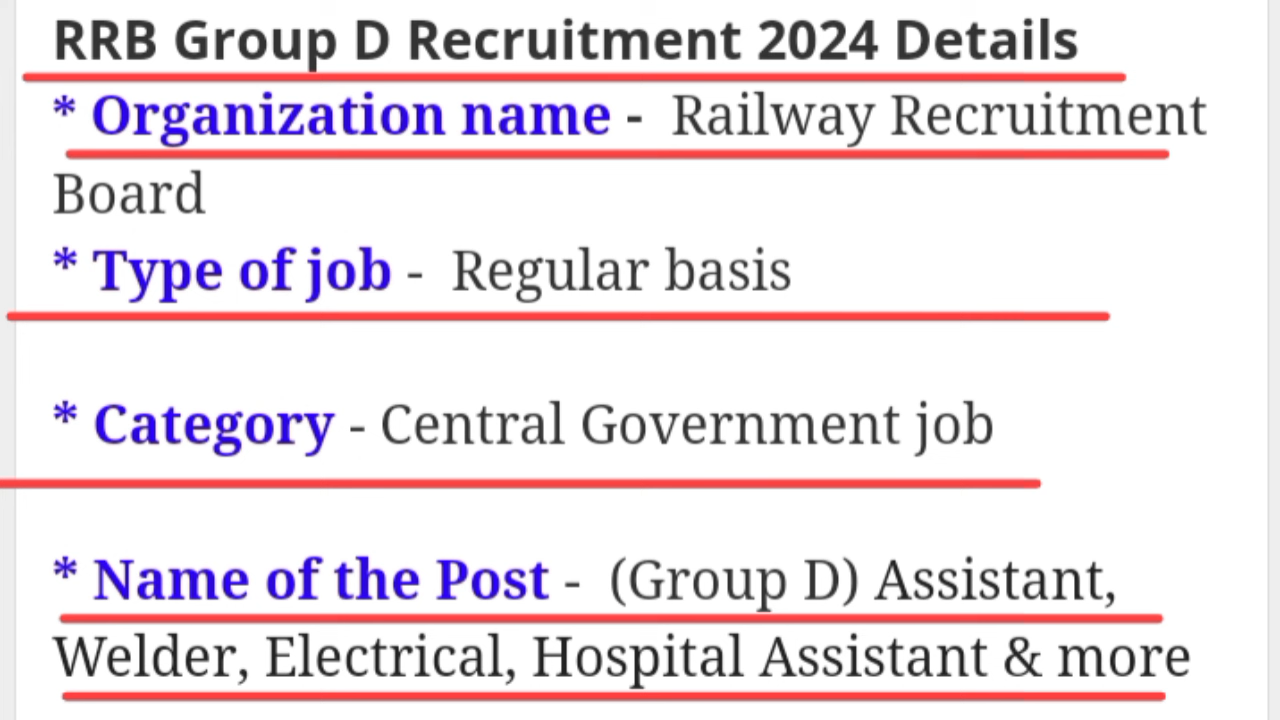 RRB Group D Recruitment 2024 Details
* Organization name -  Railway Recruitment
Board
* Type of job -  Regular basis
* Category - Central Government job
* Name of the Post -  (Group D) Assistant,
Welder, Electrical, Hospital Assistant & more